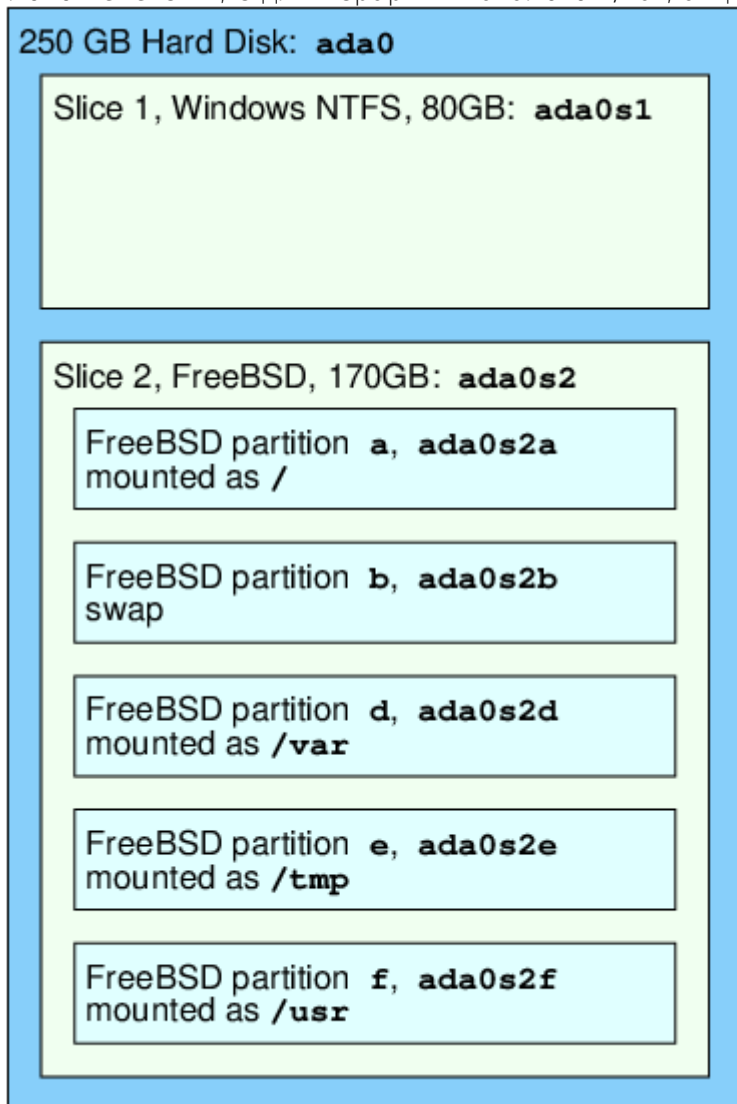 250 GB Hard Disk: ada0
Slice 1, Windows NTFS, 80GB: ada0s1
Slice 2, FreeBSD, 170GB: ada0s2
FreeBSD partition a, ada0s2a
mounted as /
FreeBSD partition b, ada0s2b
swap
FreeBSD partition d, ada0s2d
mounted as /var
FreeBSD partition e, ada0s2e
mounted as /tmp
FreeBSD partition f, ada0s2f
mounted as /usr